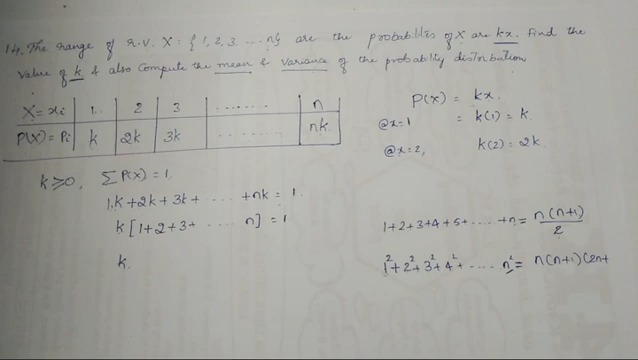 14. The range of r.v. X = {1, 2, 3. .... n} are the probabilities of X are kx. Find the
value of k & also compute the mean & variance of the probability distribution
X = xi 1. 2 3 ....... n
P(X) = Pi k 2k 3k ........ nk.
P(X) = kx.
@x=1 = k(1) = k.
@x=2, k(2) = 2k.
k ≥ 0, ∑ P(X) = 1.
1.k + 2k + 3k + .... + nk = 1.
k [1+2+3+ .... n] = 1
k.
1+2+3+4+5+ ..... +n = n(n+1)/2
1² + 2² + 3² + 4² + ..... n² = n(n+1)(2n+